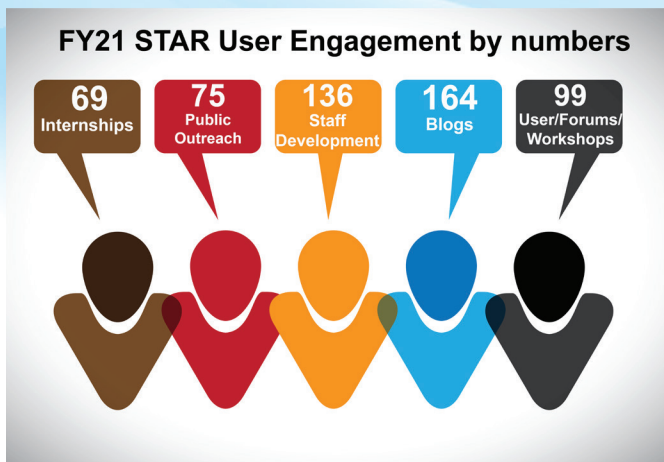 FY21 STAR User Engagement by numbers
69
Internships
75
Public
Outreach
136
Staff
Development
164
Blogs
99
User/Forums/
Workshops